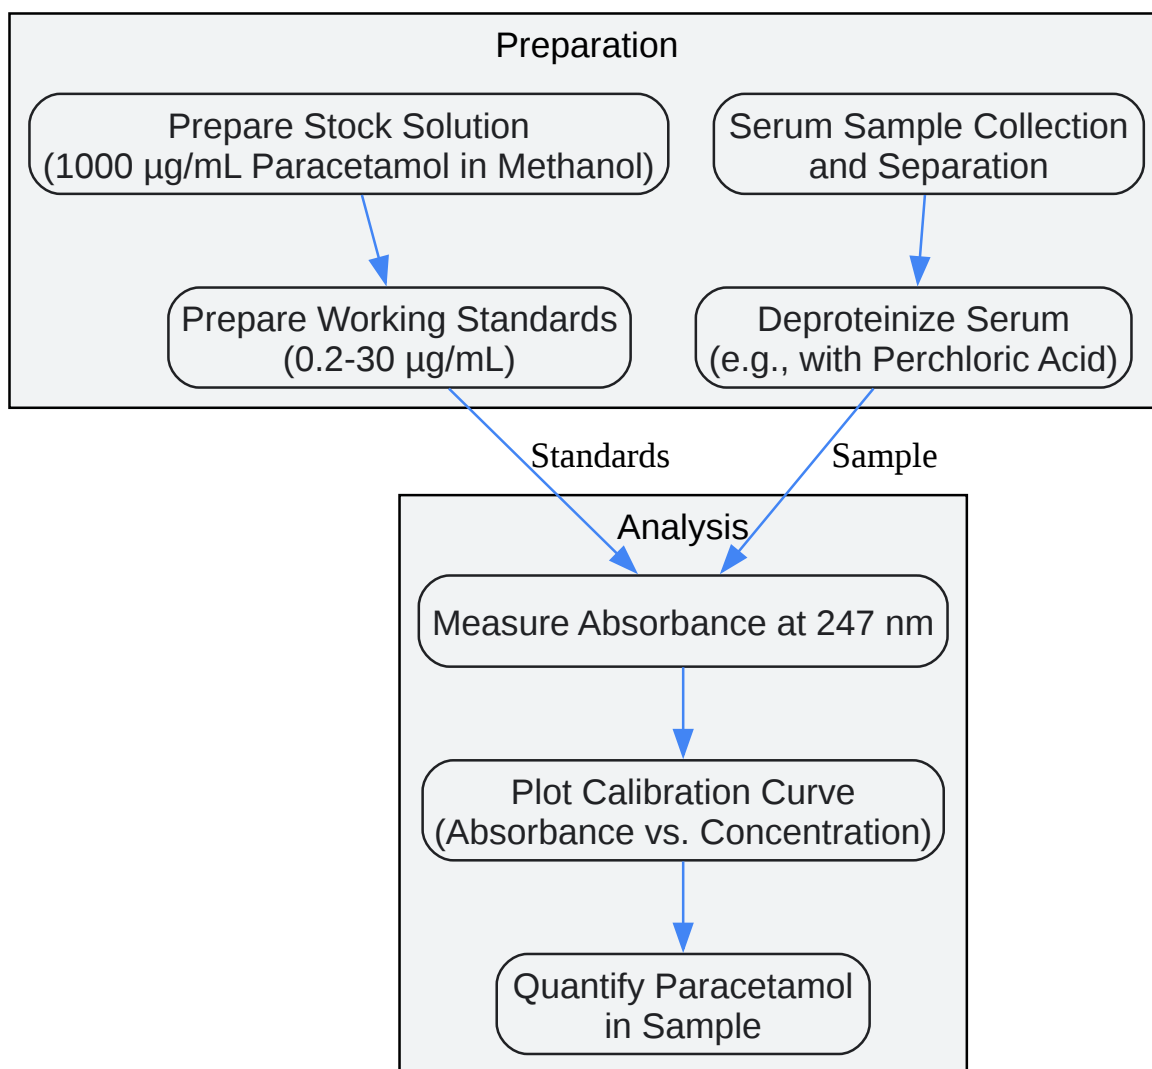 Preparation
Prepare Stock Solution
(1000 µg/mL Paracetamol in Methanol)
Serum Sample Collection
and Separation
Prepare Working Standards
(0.2-30 µg/mL)
Deproteinize Serum
(e.g., with Perchloric Acid)
Standards
Sample
Analysis
Measure Absorbance at 247 nm
Plot Calibration Curve
(Absorbance vs. Concentration)
Quantify Paracetamol
in Sample